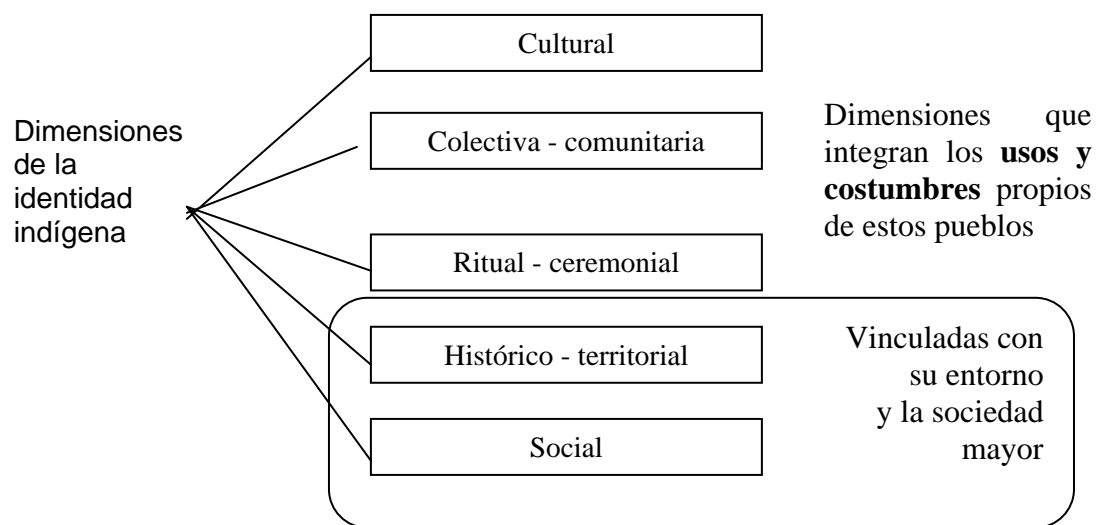 Cultural
Dimensiones
de la
identidad
indígena
Colectiva - comunitaria
Dimensiones que
integran los usos y
costumbres propios
de estos pueblos
Ritual - ceremonial
Histórico - territorial
Social
Vinculadas con
su entorno
y la sociedad
mayor